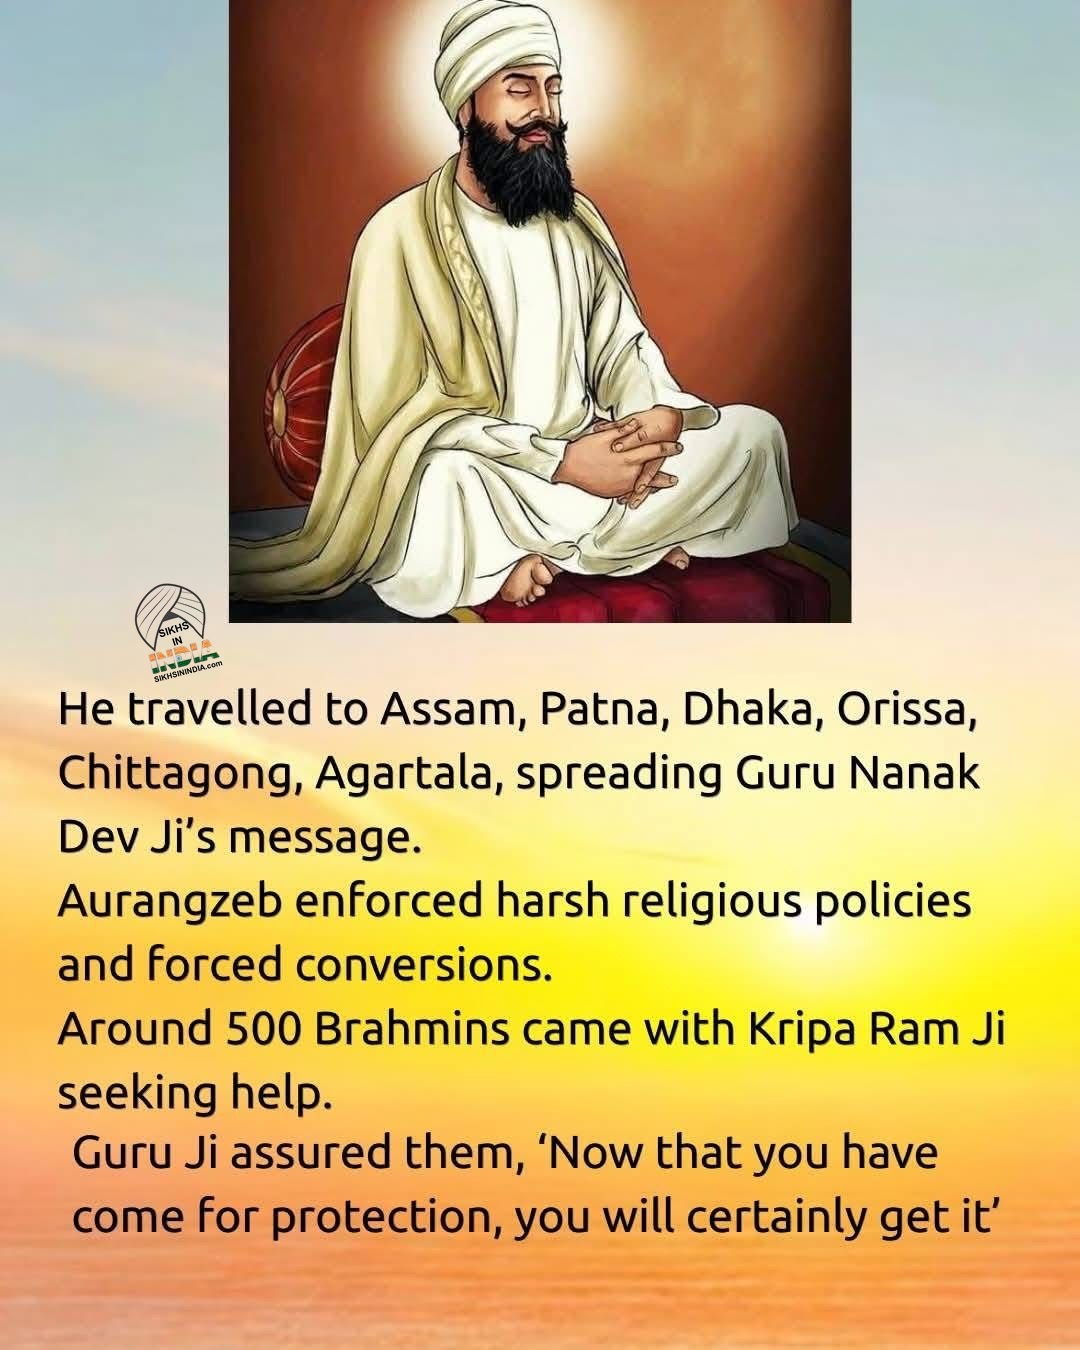 SIKHS
IN
INDIA
SIKHSININDIA.com
He travelled to Assam, Patna, Dhaka, Orissa,
Chittagong, Agartala, spreading Guru Nanak
Dev Ji’s message.
Aurangzeb enforced harsh religious policies
and forced conversions.
Around 500 Brahmins came with Kripa Ram Ji
seeking help.
Guru Ji assured them, ‘Now that you have
come for protection, you will certainly get it’